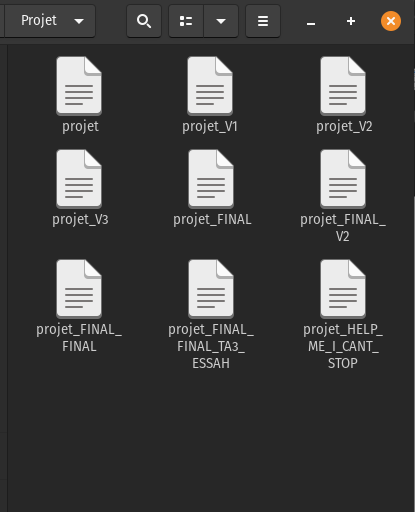 Projet
projet
projet_V1
projet_V2
projet_V3
projet_FINAL
projet_FINAL_
V2
projet_FINAL_
FINAL
projet_FINAL_
FINAL_TA3_
ESSAH
projet_HELP_
ME_I_CANT_
STOP